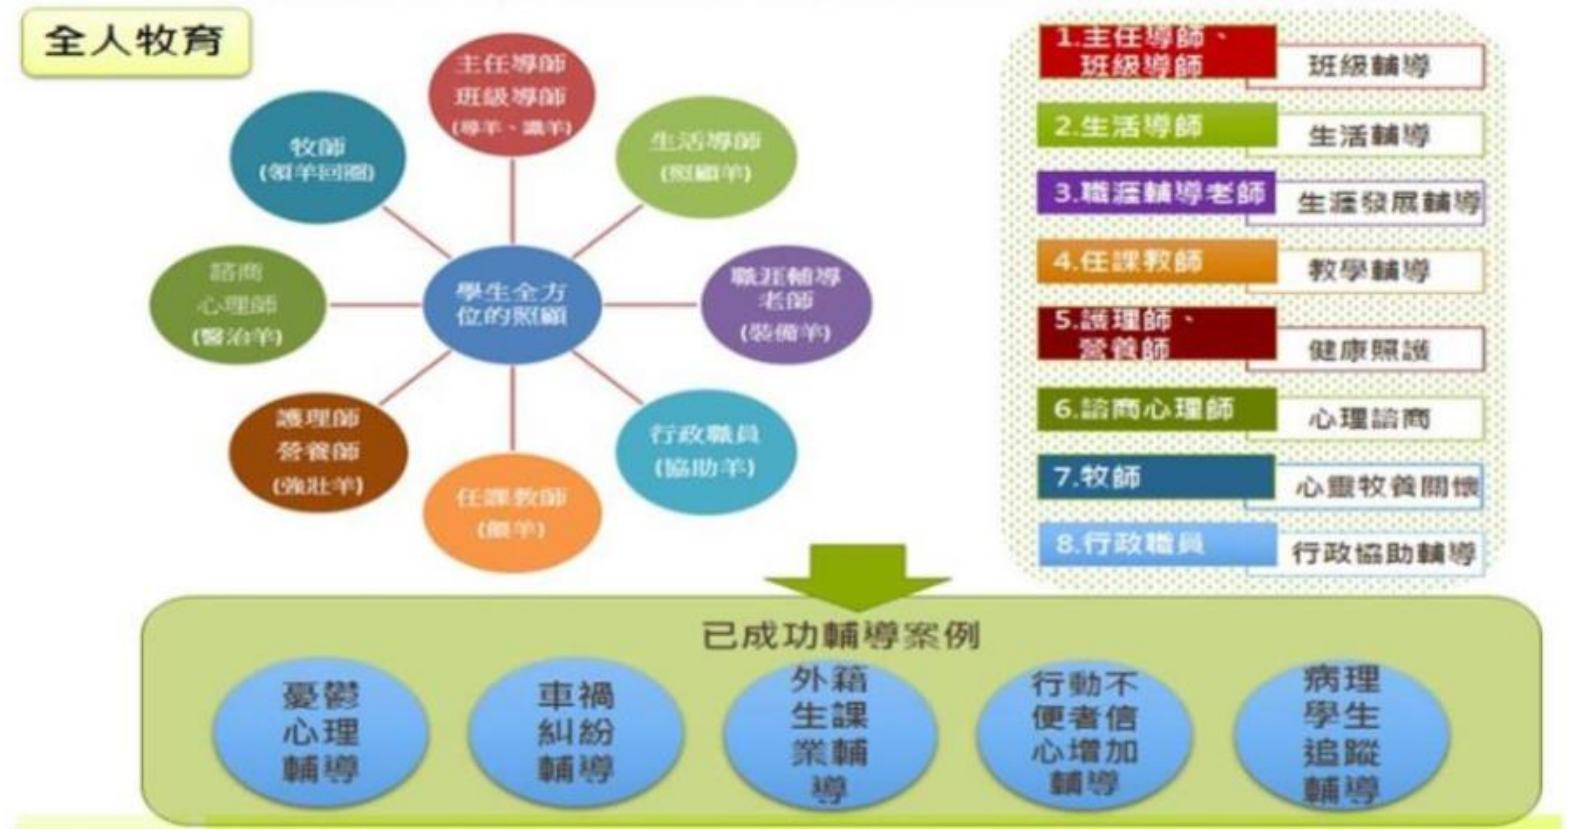 全人牧育
主任導師
班級導師
(導羊、識羊)
生活導師
(照顧羊)
職涯輔導
老師
(裝備羊)
行政職員
(協助羊)
任課教師
(餵羊)
護理師
營養師
(強壯羊)
諮商
心理師
(醫治羊)
牧師
(領羊回圈)
學生全方
位的照顧
1.主任導師、
班級導師
班級輔導
2.生活導師
生活輔導
3.職涯輔導老師
生涯發展輔導
4.任課教師
教學輔導
5.護理師、
營養師
健康照護
6.諮商心理師
心理諮商
7.牧師
心靈牧養關懷
8.行政職員
行政協助輔導
已成功輔導案例
憂鬱
心理
輔導
車禍
糾紛
輔導
外籍
生課
業輔
導
行動不
便者信
心增加
輔導
病理
學生
追蹤
輔導